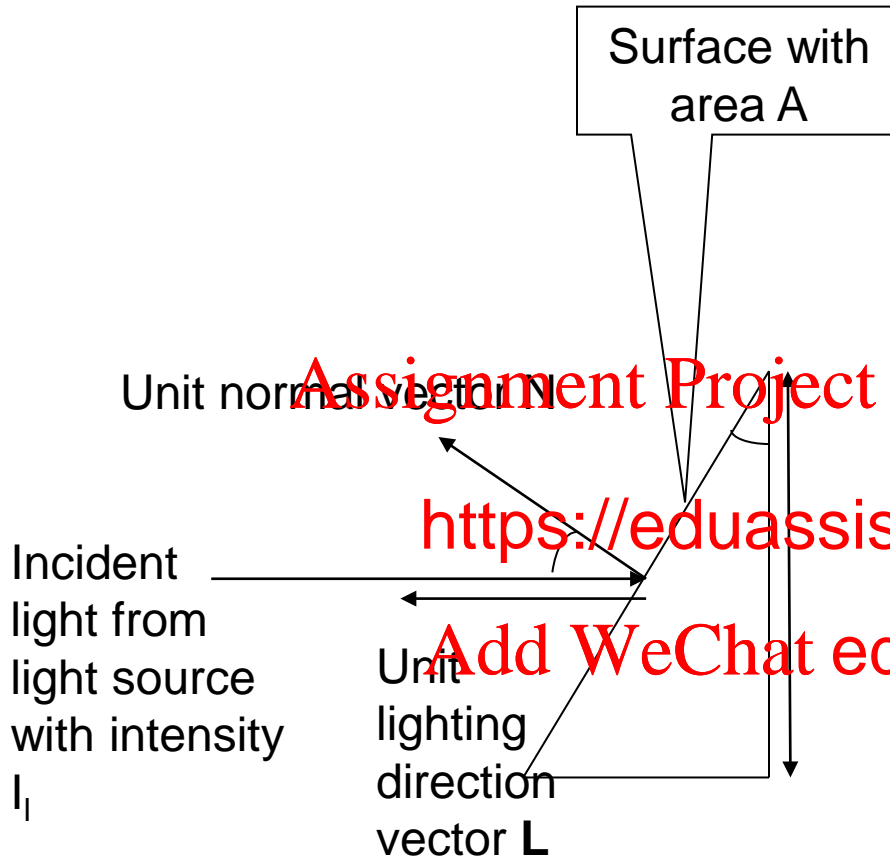 Surface with
area A
Unit normal vector N
Assignment Project
https://eduassis
Incident
light from
light source
with intensity
I_l
Add WeChat ed
Unit
lighting
direction
vector L